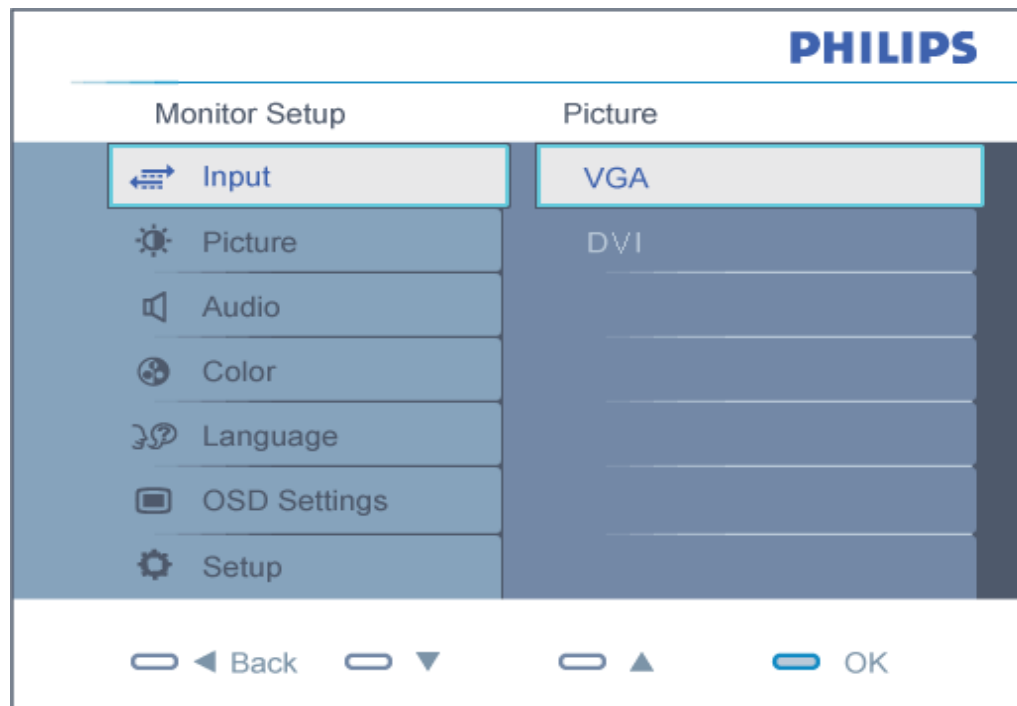 PHILIPS
Monitor Setup Picture
Input VGA
Picture DVI
Audio
Color
Language
OSD Settings
Setup
Back OK